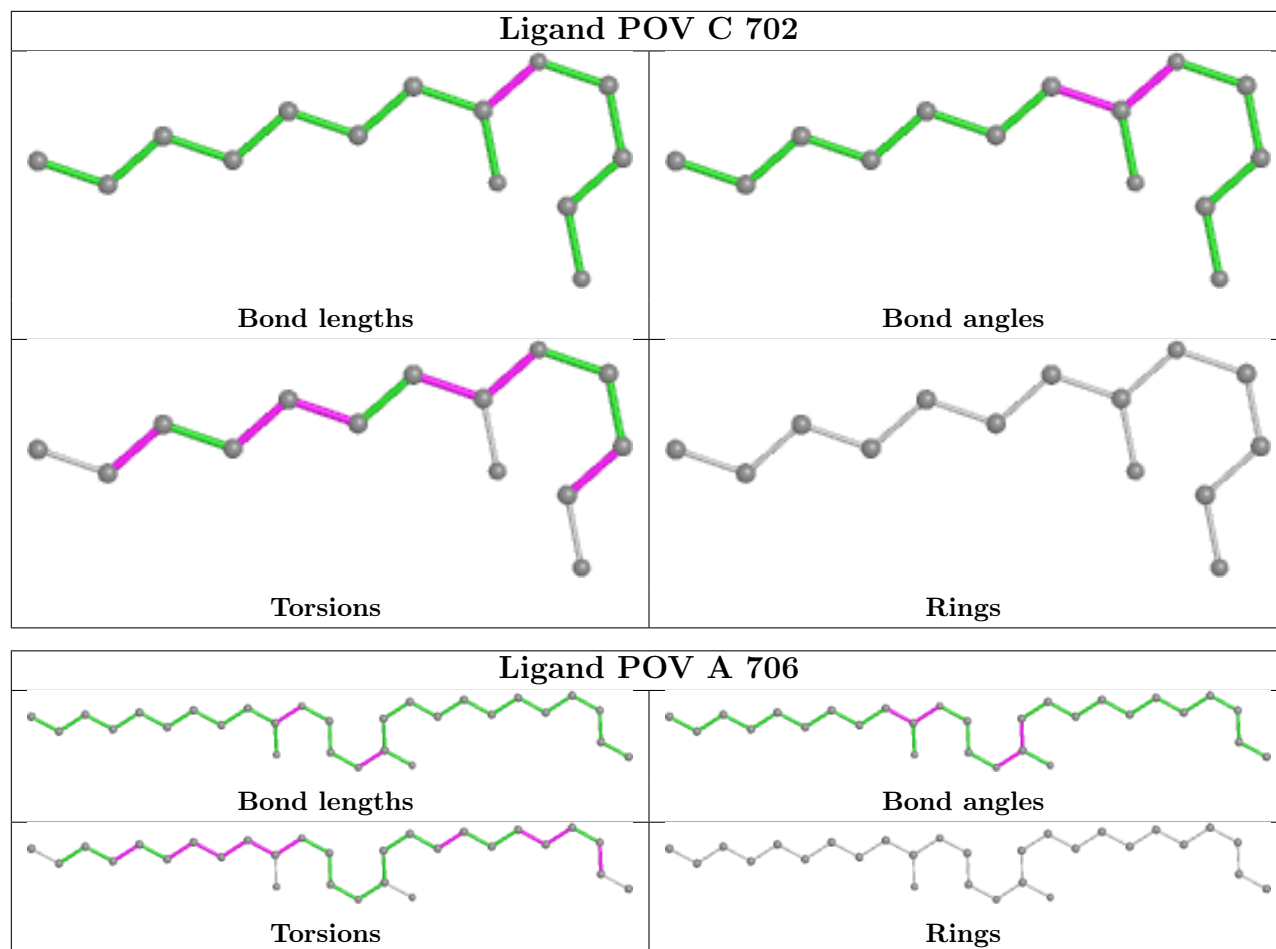 Ligand POV C 702
Bond lengths
Bond angles
Torsions
Rings
Ligand POV A 706
Bond lengths
Bond angles
Torsions
Rings